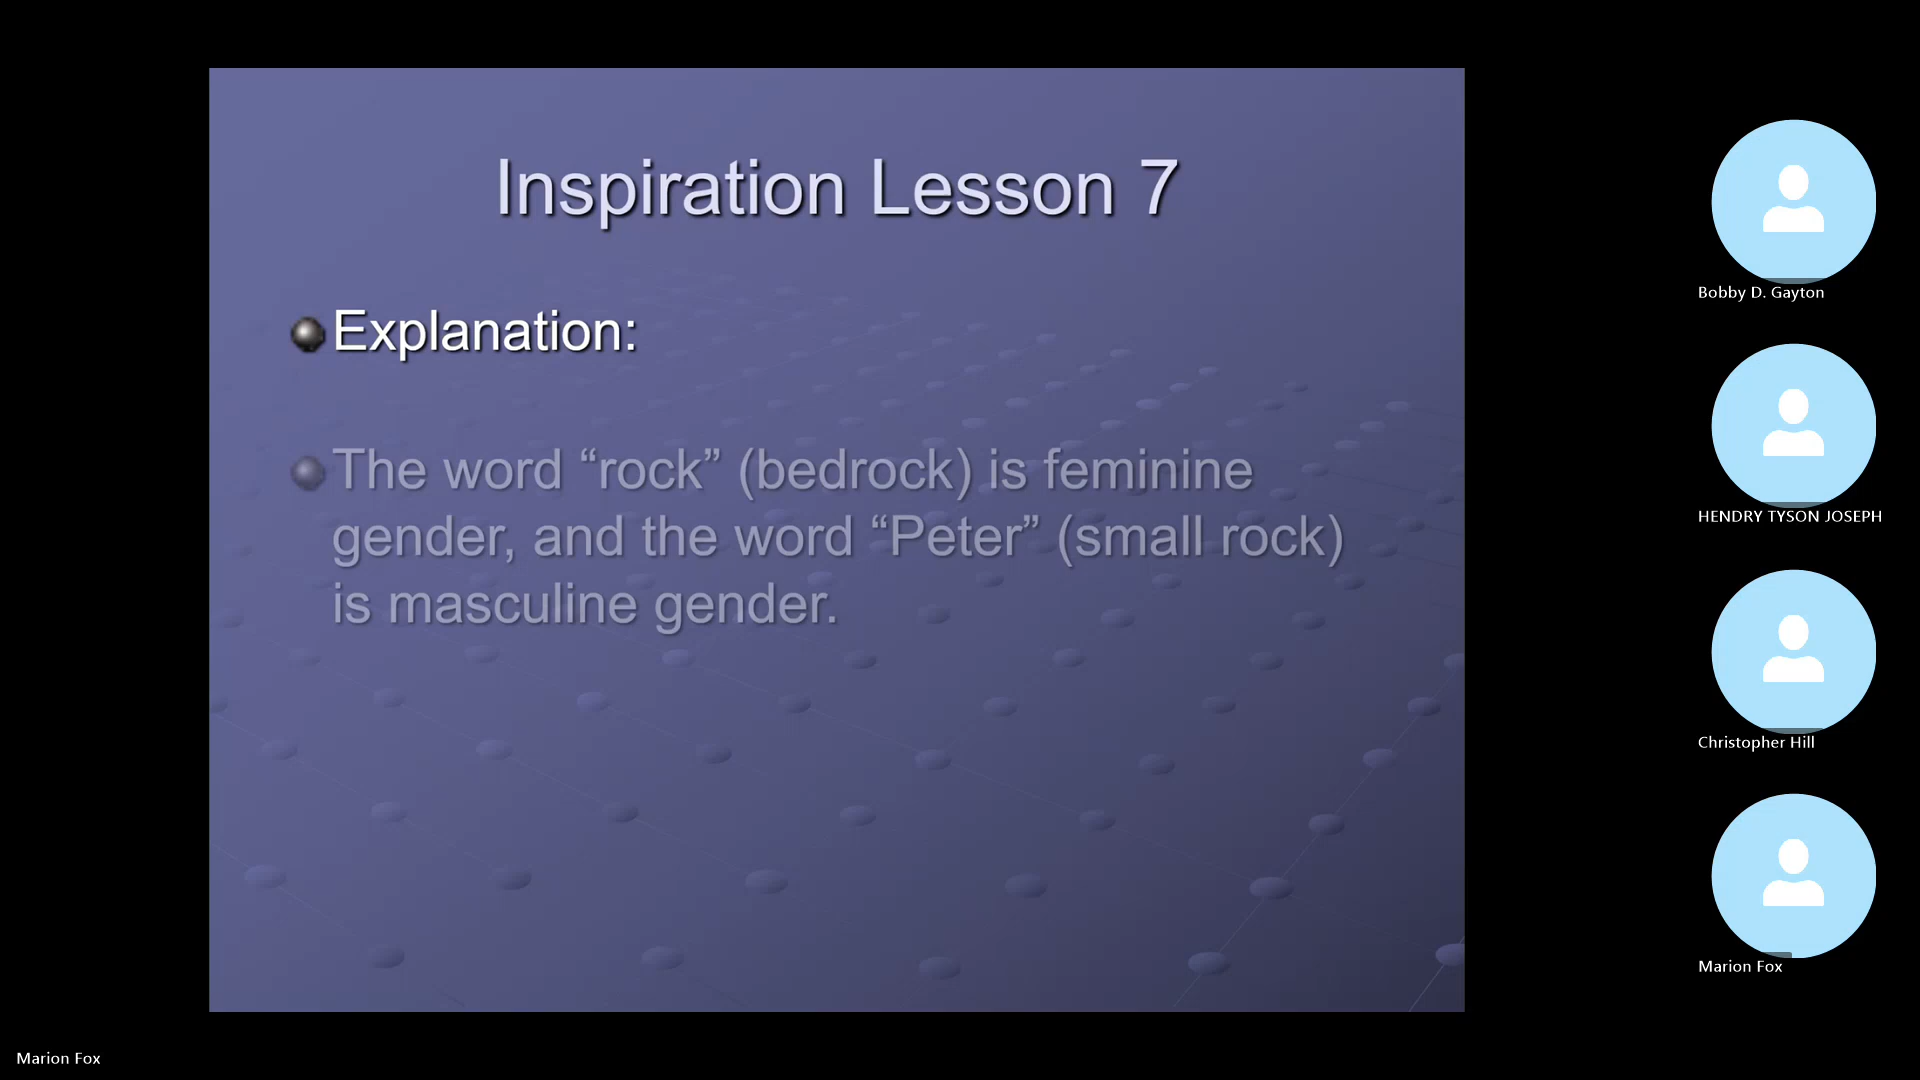 Inspiration Lesson 7
Explanation:
The word “rock” (bedrock) is feminine
gender, and the word “Peter” (small rock)
is masculine gender.
Bobby D. Gayton
HENDRY TYSON JOSEPH
Christopher Hill
Marion Fox
Marion Fox